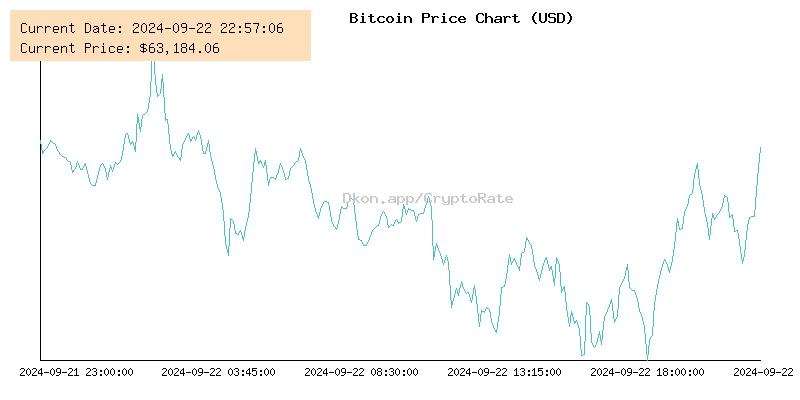 Bitcoin Price Chart (USD)
Current Date: 2024-09-22 22:57:06
Current Price: $63,184.06
Dkon.app/CryptoRate
2024-09-21 23:00:00 2024-09-22 03:45:00 2024-09-22 08:30:00 2024-09-22 13:15:00 2024-09-22 18:00:00 2024-09-22